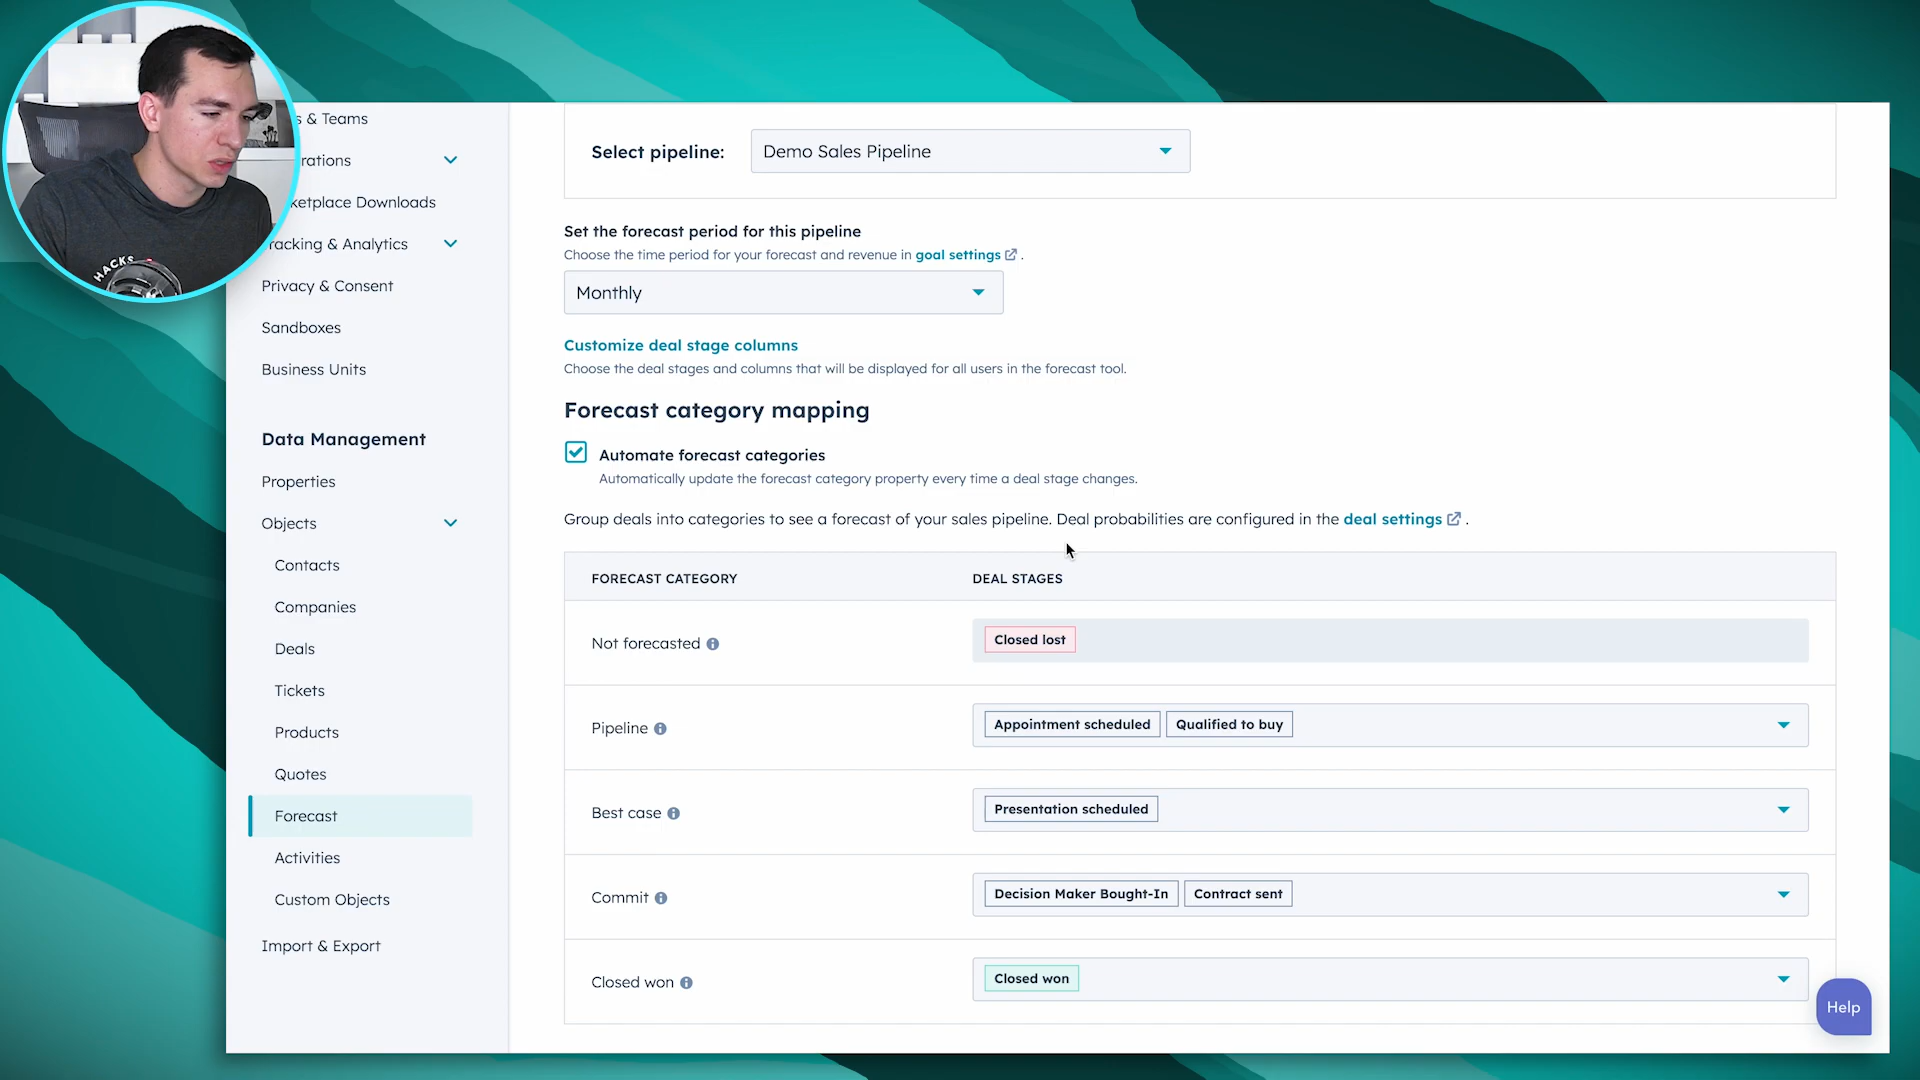 & Teams
Select pipeline: Demo Sales Pipeline
rations
ketplace Downloads
HACKS
Tracking & Analytics
Set the forecast period for this pipeline
Choose the time period for your forecast and revenue in goal settings .
Privacy & Consent
Monthly
Sandboxes
Customize deal stage columns
Business Units
Choose the deal stages and columns that will be displayed for all users in the forecast tool.
Forecast category mapping
Data Management
Automate forecast categories
Properties
Automatically update the forecast category property every time a deal stage changes.
Objects
Group deals into categories to see a forecast of your sales pipeline. Deal probabilities are configured in the deal settings .
Contacts
FORECAST CATEGORY DEAL STAGES
Companies
Deals
Not forecasted Closed lost
Tickets
Products
Pipeline Appointment scheduled Qualified to buy
Quotes
Forecast
Best case Presentation scheduled
Activities
Custom Objects
Commit Decision Maker Bought-In Contract sent
Import & Export
Closed won Closed won
Help